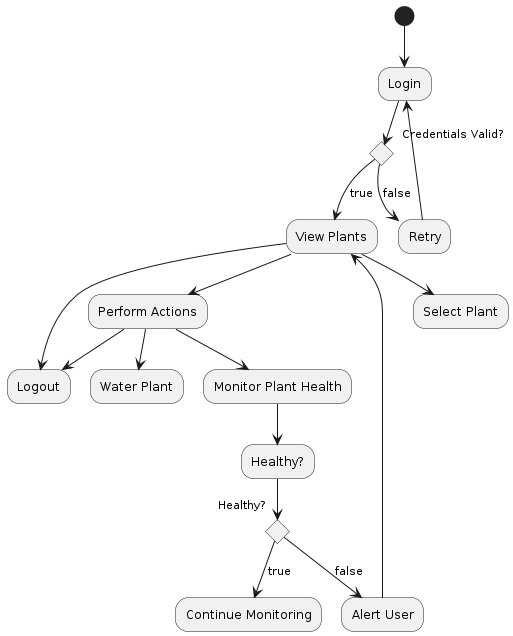 Login
Credentials Valid?
true
false
View Plants
Retry
Perform Actions
Select Plant
Logout
Water Plant
Monitor Plant Health
Healthy?
Healthy?
true
false
Continue Monitoring
Alert User